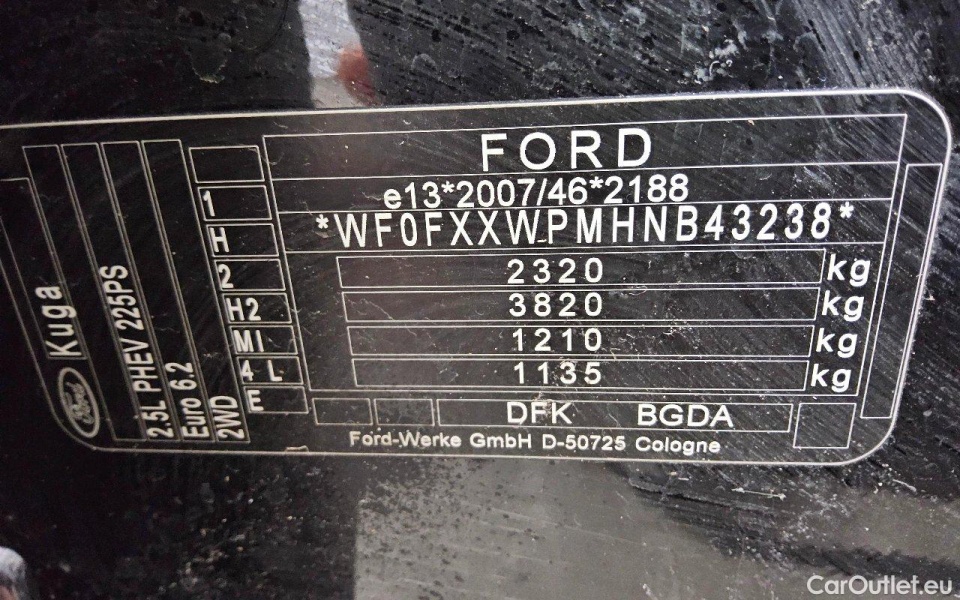 FORD
e13*2007/46*2188
*WF0FXXWPMHNB43238*
2320 kg
3820 kg
1210 kg
1135 kg
DFK BGDA
Ford-Werke GmbH D-50725 Cologne
Ford Kuga
2.5L PHEV 225PS
Euro 6.2
2WD
1
H
2
H2
MI
4 L
E
CarOutlet.eu